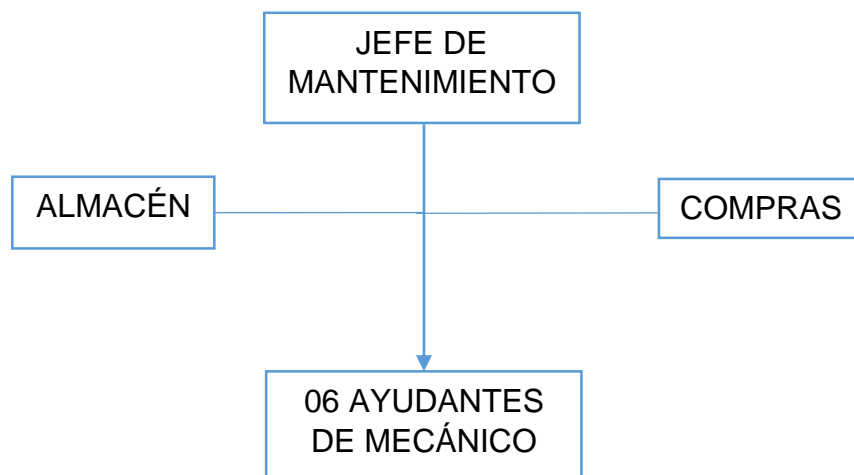 JEFE DE
MANTENIMIENTO
ALMACÉN
COMPRAS
06 AYUDANTES
DE MECÁNICO